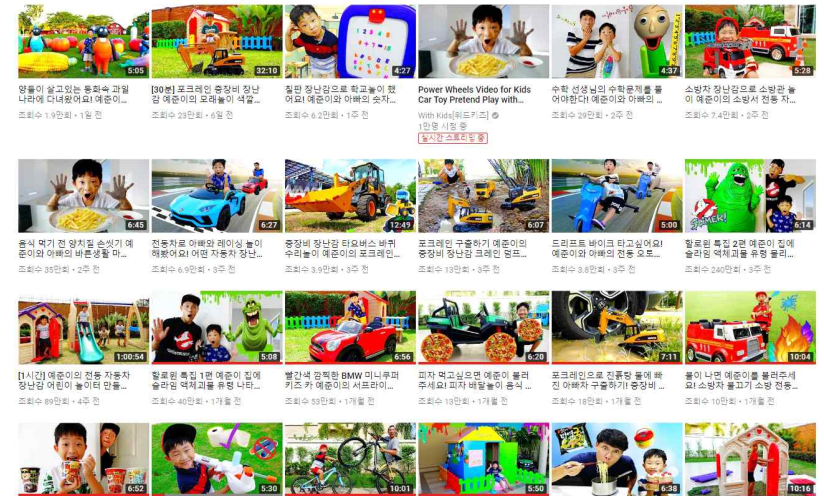 5:05
32:10
4:27
4:37
5:28
양들이 살고있는 동화속 과일
나라에 다녀왔어요! 예준이...
조회수 1.9만회 • 1일 전
[30분] 포크레인 중장비 장난
감 예준이의 모래놀이 색깔...
조회수 23만회 • 6일 전
칠판 장난감으로 학교놀이 했
어요! 예준이와 아빠의 숫자...
조회수 6.2만회 • 1주 전
Power Wheels Video for Kids
Car Toy Pretend Play with...
With Kids[위드키즈]
1만명 시청 중
실시간 스트리밍 중
수학 선생님의 수학문제를 풀
어야한다! 예준이와 아빠의 ...
조회수 29만회 • 2주 전
소방차 장난감으로 소방관 놀
이 예준이의 소방서 전동 자...
조회수 7.4만회 • 2주 전
6:45
6:27
12:49
6:07
5:00
6:14
음식 먹기 전 양치질 손씻기 예
준이와 아빠의 바른생활 마...
조회수 35만회 • 2주 전
전동차로 아빠와 레이싱 놀이
해봤어요! 어떤 자동차 장난...
조회수 6.9만회 • 3주 전
중장비 장난감 타요버스 바퀴
수리놀이 예준이의 포크레인...
조회수 3.9만회 • 3주 전
포크레인 구출하기 예준이의
중장비 장난감 크레인 덤프...
조회수 13만회 • 3주 전
드리프트 바이크 타고싶어요!
예준이와 아빠의 전동 오토...
조회수 3.8만회 • 3주 전
할로윈 특집 2편 예준이 집에
슬라임 액체괴물 유령 물리...
조회수 240만회 • 3주 전
1:00:54
5:08
6:56
6:20
7:11
10:04
[1시간] 예준이의 전동 자동차
장난감 어린이 놀이터 만들...
조회수 89만회 • 4주 전
할로윈 특집 1편 예준이 집에
슬라임 액체괴물 유령 나타...
조회수 40만회 • 1개월 전
빨간색 깜찍한 BMW 미니쿠퍼
키즈 카 예준이의 서프라이...
조회수 53만회 • 1개월 전
피자 먹고싶으면 예준이 불러
주세요! 피자 배달놀이 음식 ...
조회수 13만회 • 1개월 전
포크레인으로 진흙탕 물에 빠
진 아빠차 구출하기! 중장비 ...
조회수 18만회 • 1개월 전
불이 나면 예준이를 불러주세
요! 소방차 불끄기 소방 전동...
조회수 10만회 • 1개월 전
6:52
5:30
10:01
5:50
6:38
10:16